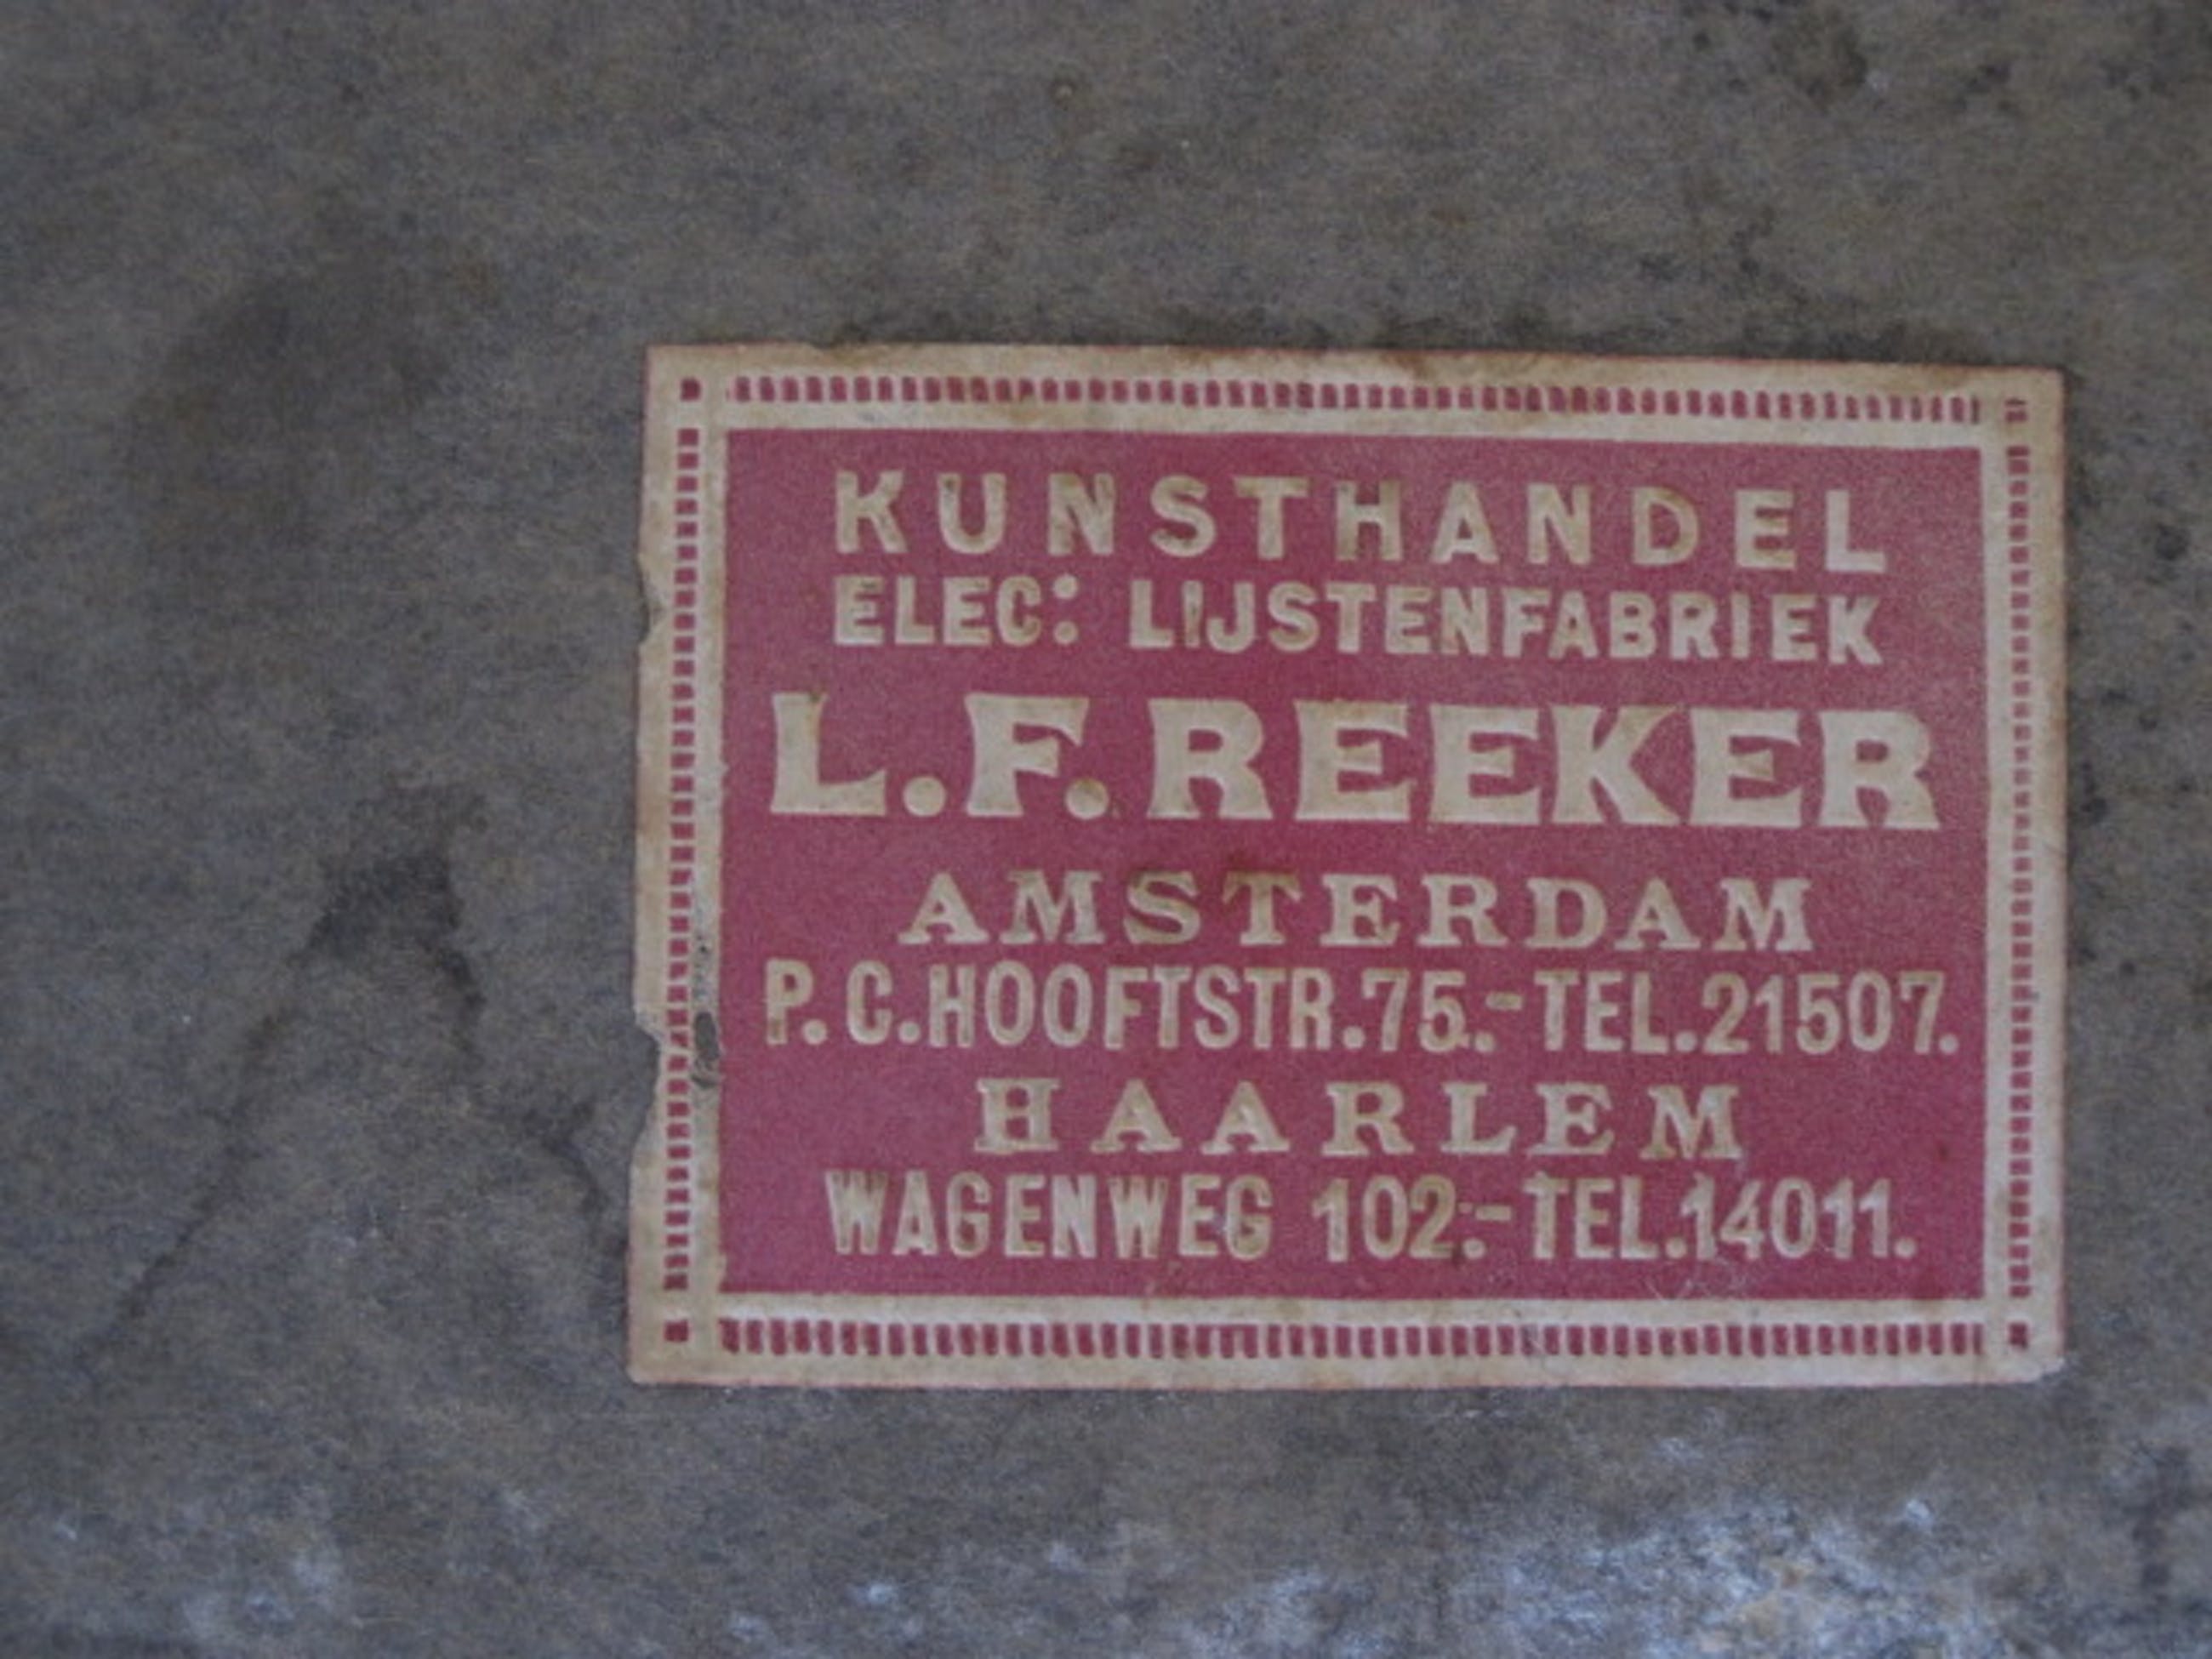 KUNSTHANDEL
ELEC: LIJSTENFABRIEK
L.F. REEKER
AMSTERDAM
P.C.HOOFTSTR.75.-TEL.21507.
HAARLEM
WAGENWEG 102.-TEL.14011.